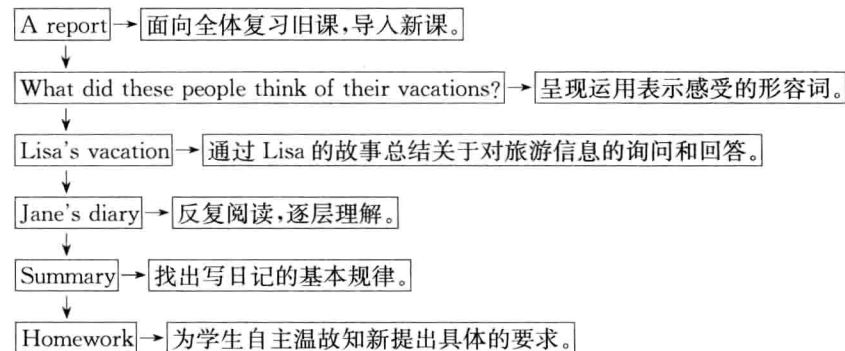 A report → 面向全体复习旧课,导入新课。
What did these people think of their vacations? → 呈现运用表示感受的形容词。
Lisa's vacation → 通过 Lisa 的故事总结关于对旅游信息的询问和回答。
Jane's diary → 反复阅读,逐层理解。
Summary → 找出写日记的基本规律。
Homework → 为学生自主温故知新提出具体的要求。